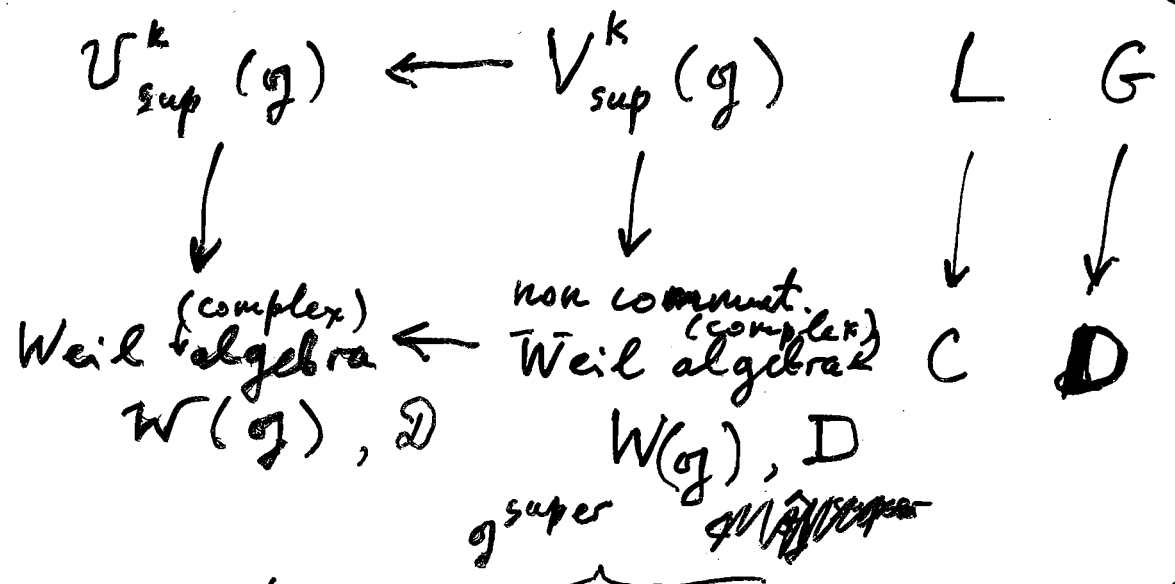 𝒱^k_sup (𝔤) ← V^k_sup (𝔤) L G
(complex) non commut.
Weil algebra ← Weil algebra (complex) C D
𝒲(𝔤), 𝒟 W(𝔤), D
𝔤^super